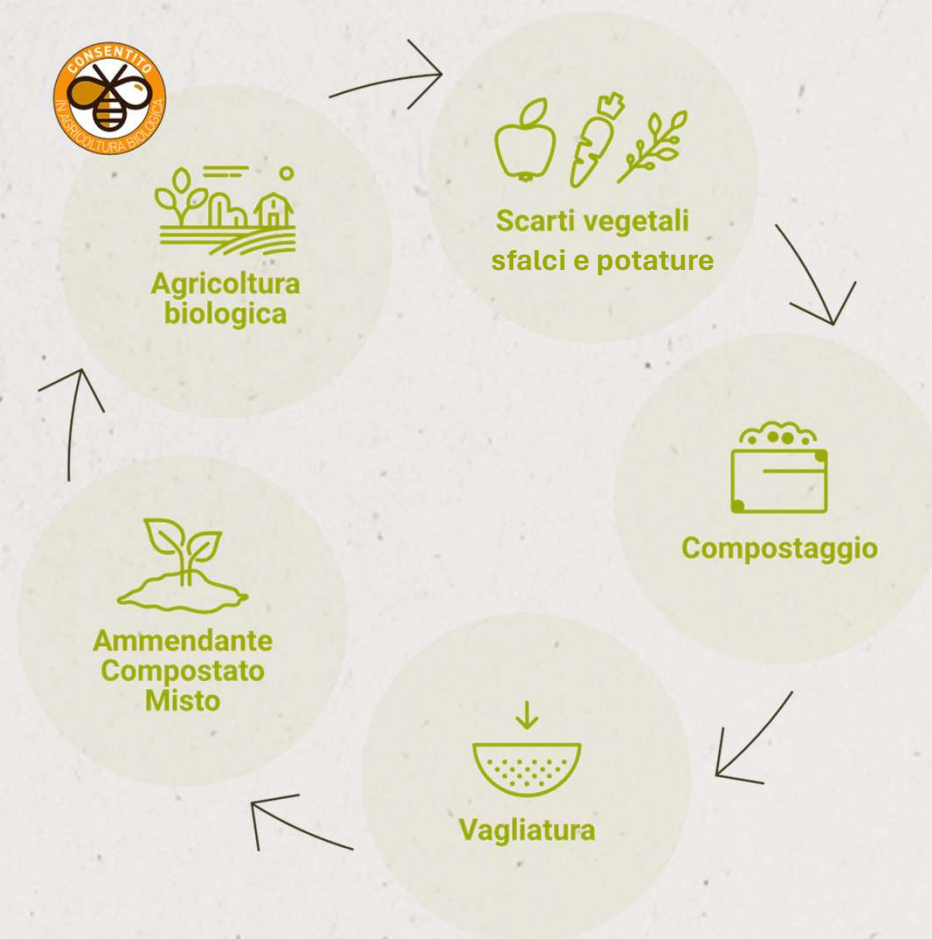 CONSENTITO
IN AGRICOLTURA BIOLOGICA
Agricoltura
biologica
Scarti vegetali
sfalci e potature
Compostaggio
Vagliatura
Ammendante
Compostato
Misto